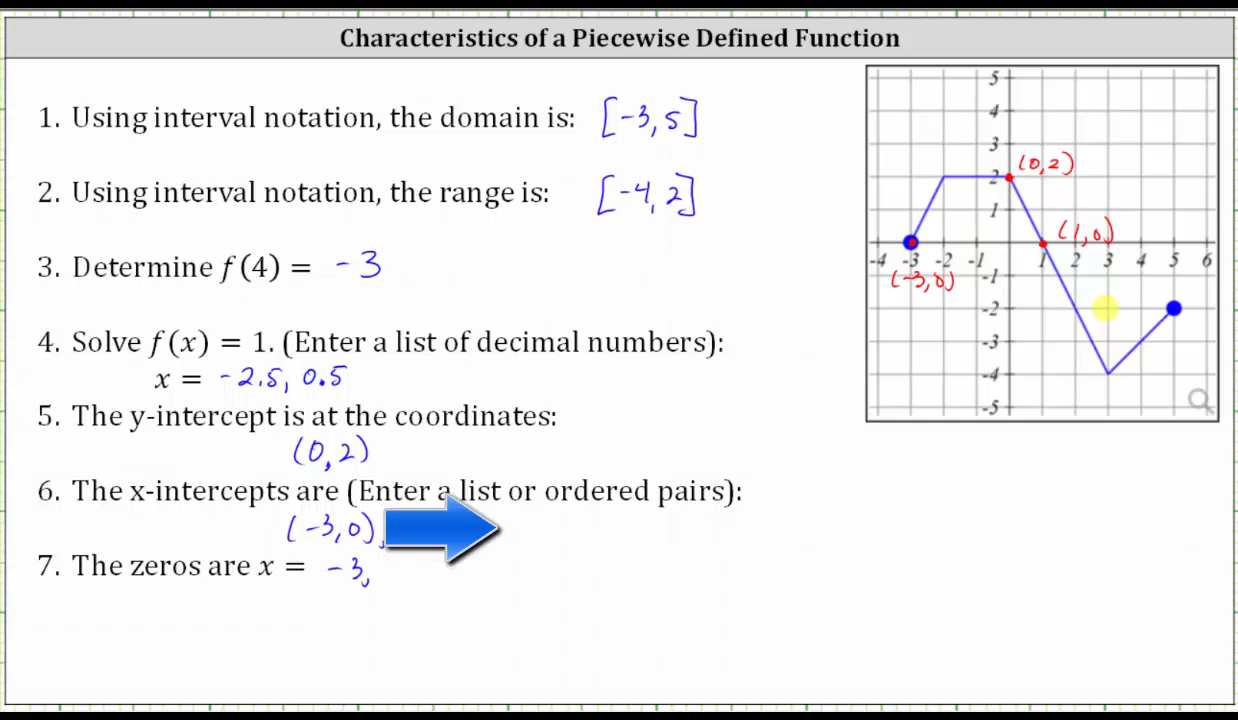 Characteristics of a Piecewise Defined Function
1. Using interval notation, the domain is: [-3, 5]
2. Using interval notation, the range is: [-4, 2]
3. Determine f(4) = -3
4. Solve f(x) = 1. (Enter a list of decimal numbers):
x = -2.5, 0.5
5. The y-intercept is at the coordinates:
(0, 2)
6. The x-intercepts are (Enter a list or ordered pairs):
(-3, 0),
7. The zeros are x = -3,
5
4
3
(0, 2)
2
1
(1, 0)
-4 -3 -2 -1 1 2 3 4 5 6
(-3, 0)
-1
-2
-3
-4
-5